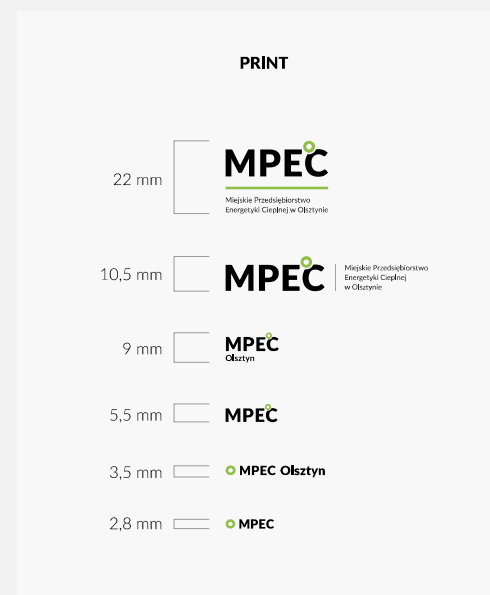 PRINT
22 mm
MPEC
Miejskie Przedsiębiorstwo
Energetyki Cieplnej w Olsztynie
10,5 mm
MPEC
Miejskie Przedsiębiorstwo
Energetyki Cieplnej
w Olsztynie
9 mm
MPEC
Olsztyn
5,5 mm
MPEC
3,5 mm
MPEC Olsztyn
2,8 mm
MPEC